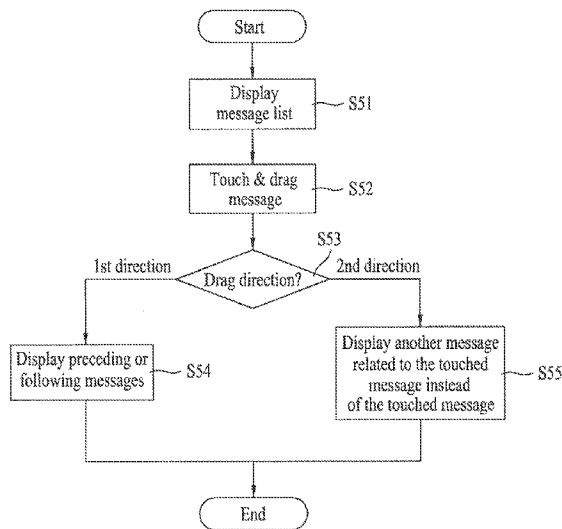 Start
Display
message list
S51
Touch & drag
message
S52
S53
1st direction
Drag direction?
2nd direction
Display preceding or
following messages
S54
Display another message
related to the touched
message instead
of the touched message
S55
End